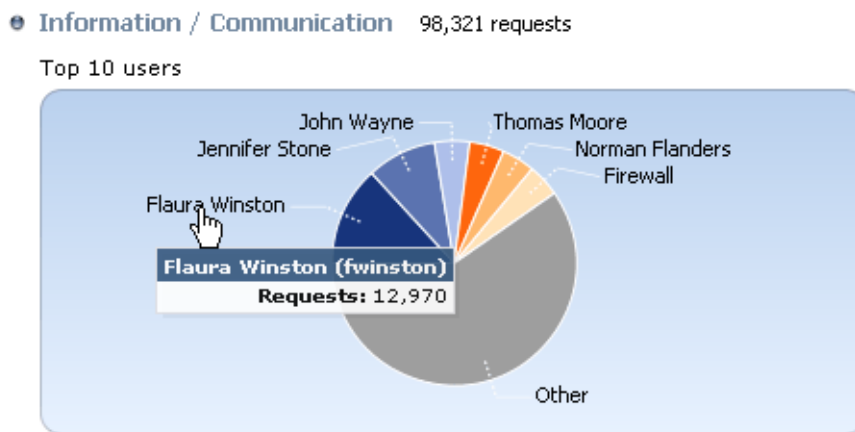 Information / Communication 98,321 requests
Top 10 users
John Wayne
Thomas Moore
Jennifer Stone
Norman Flanders
Firewall
Flaura Winston
Flaura Winston (fwinston)
Requests: 12,970
Other